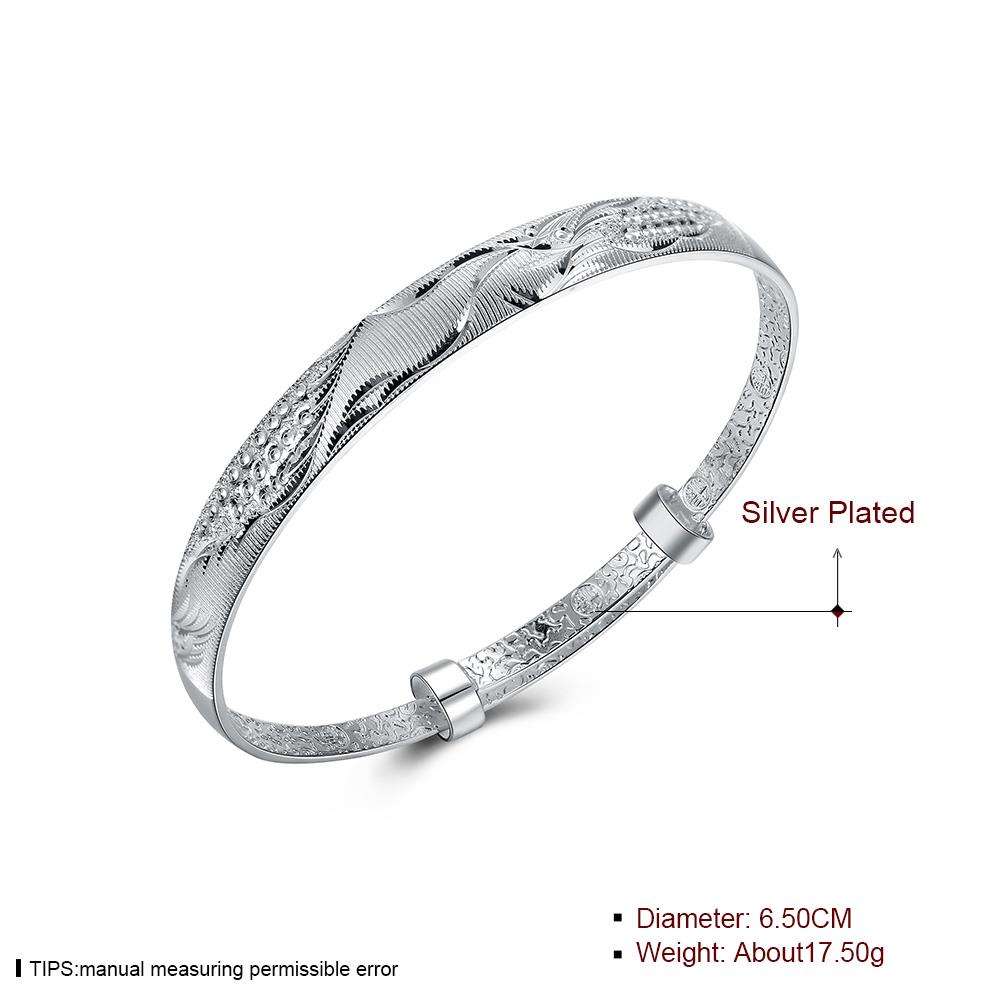 Silver Plated
Diameter: 6.50CM
Weight: About17.50g
TIPS:manual measuring permissible error